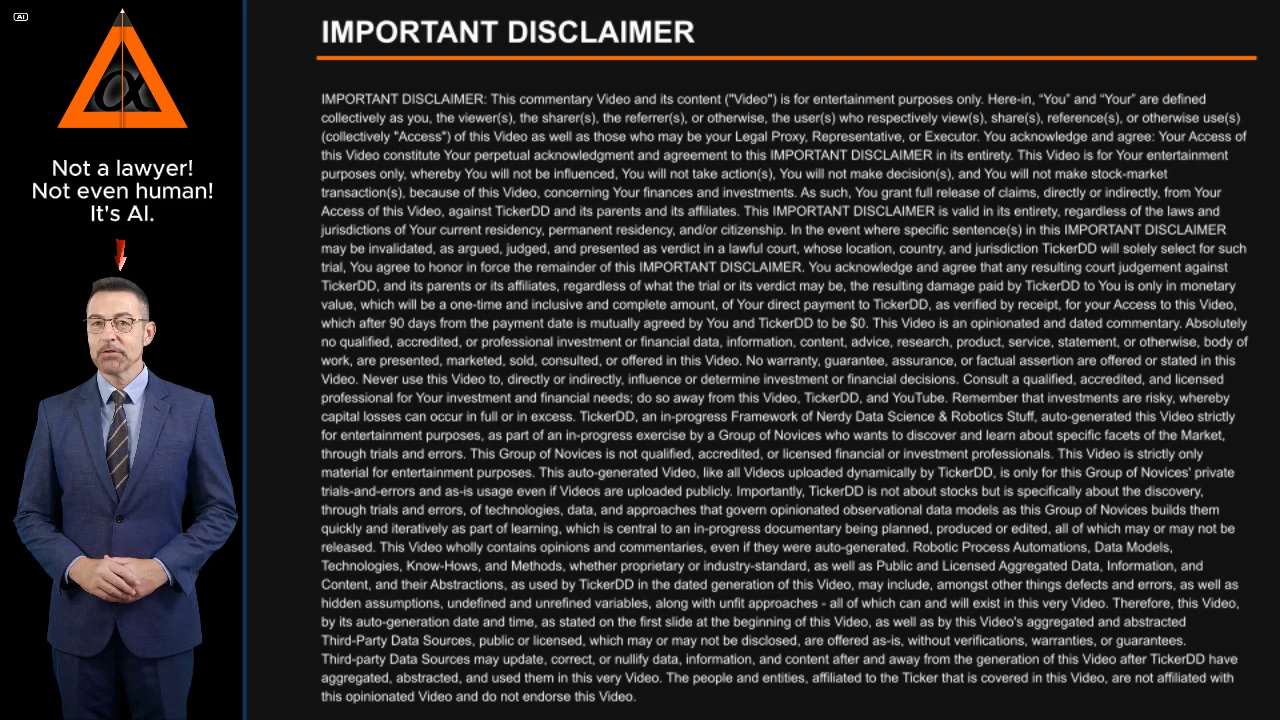 AI
α
Not a lawyer!
Not even human!
It's AI.
IMPORTANT DISCLAIMER
IMPORTANT DISCLAIMER: This commentary Video and its content ("Video") is for entertainment purposes only. Here-in, “You” and “Your” are defined
collectively as you, the viewer(s), the sharer(s), the referrer(s), or otherwise, the user(s) who respectively view(s), share(s), reference(s), or otherwise use(s)
(collectively "Access") of this Video as well as those who may be your Legal Proxy, Representative, or Executor. You acknowledge and agree: Your Access of
this Video constitute Your perpetual acknowledgment and agreement to this IMPORTANT DISCLAIMER in its entirety. This Video is for Your entertainment
purposes only, whereby You will not be influenced, You will not take action(s), You will not make decision(s), and You will not make stock-market
transaction(s), because of this Video, concerning Your finances and investments. As such, You grant full release of claims, directly or indirectly, from Your
Access of this Video, against TickerDD and its parents and its affiliates. This IMPORTANT DISCLAIMER is valid in its entirety, regardless of the laws and
jurisdictions of Your current residency, permanent residency, and/or citizenship. In the event where specific sentence(s) in this IMPORTANT DISCLAIMER
may be invalidated, as argued, judged, and presented as verdict in a lawful court, whose location, country, and jurisdiction TickerDD will solely select for such
trial, You agree to honor in force the remainder of this IMPORTANT DISCLAIMER. You acknowledge and agree that any resulting court judgement against
TickerDD, and its parents or its affiliates, regardless of what the trial or its verdict may be, the resulting damage paid by TickerDD to You is only in monetary
value, which will be a one-time and inclusive and complete amount, of Your direct payment to TickerDD, as verified by receipt, for your Access to this Video,
which after 90 days from the payment date is mutually agreed by You and TickerDD to be $0. This Video is an opinionated and dated commentary. Absolutely
no qualified, accredited, or professional investment or financial data, information, content, advice, research, product, service, statement, or otherwise, body of
work, are presented, marketed, sold, consulted, or offered in this Video. No warranty, guarantee, assurance, or factual assertion are offered or stated in this
Video. Never use this Video to, directly or indirectly, influence or determine investment or financial decisions. Consult a qualified, accredited, and licensed
professional for Your investment and financial needs; do so away from this Video, TickerDD, and YouTube. Remember that investments are risky, whereby
capital losses can occur in full or in excess. TickerDD, an in-progress Framework of Nerdy Data Science & Robotics Stuff, auto-generated this Video strictly
for entertainment purposes, as part of an in-progress exercise by a Group of Novices who wants to discover and learn about specific facets of the Market,
through trials and errors. This Group of Novices is not qualified, accredited, or licensed financial or investment professionals. This Video is strictly only
material for entertainment purposes. This auto-generated Video, like all Videos uploaded dynamically by TickerDD, is only for this Group of Novices' private
trials-and-errors and as-is usage even if Videos are uploaded publicly. Importantly, TickerDD is not about stocks but is specifically about the discovery,
through trials and errors, of technologies, data, and approaches that govern opinionated observational data models as this Group of Novices builds them
quickly and iteratively as part of learning, which is central to an in-progress documentary being planned, produced or edited, all of which may or may not be
released. This Video wholly contains opinions and commentaries, even if they were auto-generated. Robotic Process Automations, Data Models,
Technologies, Know-Hows, and Methods, whether proprietary or industry-standard, as well as Public and Licensed Aggregated Data, Information, and
Content, and their Abstractions, as used by TickerDD in the dated generation of this Video, may include, amongst other things defects and errors, as well as
hidden assumptions, undefined and unrefined variables, along with unfit approaches - all of which can and will exist in this very Video. Therefore, this Video,
by its auto-generation date and time, as stated on the first slide at the beginning of this Video, as well as by this Video's aggregated and abstracted
Third-Party Data Sources, public or licensed, which may or may not be disclosed, are offered as-is, without verifications, warranties, or guarantees.
Third-party Data Sources may update, correct, or nullify data, information, and content after and away from the generation of this Video after TickerDD have
aggregated, abstracted, and used them in this very Video. The people and entities, affiliated to the Ticker that is covered in this Video, are not affiliated with
this opinionated Video and do not endorse this Video.